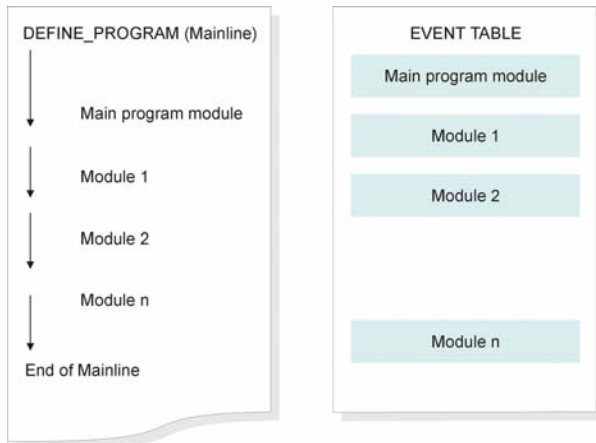 DEFINE_PROGRAM (Mainline)
Main program module
Module 1
Module 2
Module n
End of Mainline
EVENT TABLE
Main program module
Module 1
Module 2
Module n